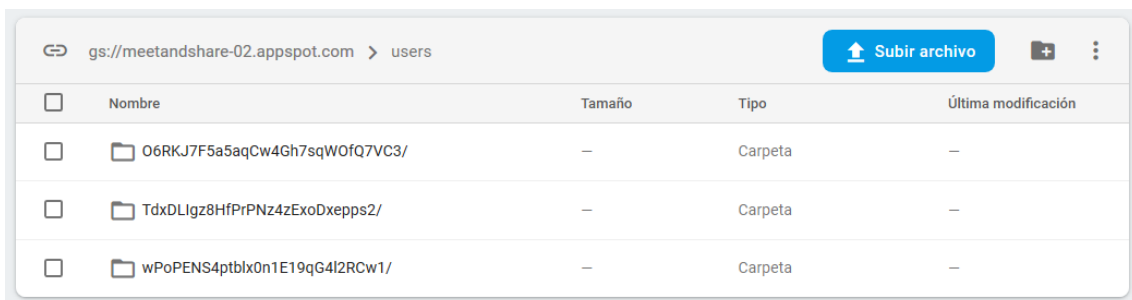 gs://meetandshare-02.appspot.com > users Subir archivo
Nombre Tamaño Tipo Última modificación
O6RKJ7F5a5aqCw4Gh7sqWOfQ7VC3/ — Carpeta —
TdxDLIgz8HfPrPNz4zExoDxepps2/ — Carpeta —
wPoPENS4ptblx0n1E19qG4l2RCw1/ — Carpeta —